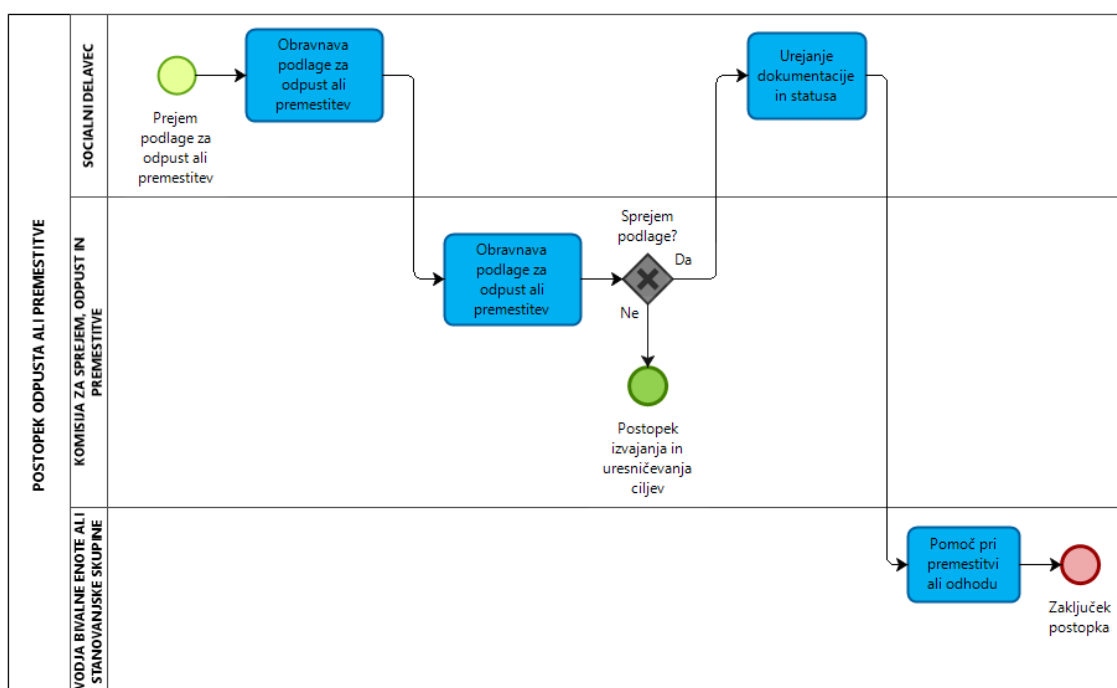 POSTOPEK ODPUSTA ALI PREMESTITVE
SOCIALNI DELAVEC
Prejem
podlage za
odpust ali
premestitev
Obravnava
podlage za
odpust ali
premestitev
Urejanje
dokumentacije
in statusa
KOMISIJA ZA SPREJEM, ODPUST IN
PREMESTITVE
Obravnava
podlage za
odpust ali
premestitev
Sprejem
podlage?
Da
Ne
Postopek
izvajanja in
uresničevanja
ciljev
VODJA BIVALNE ENOTE ALI
STANOVANJSKE SKUPINE
Pomoč pri
premestitvi
ali odhodu
Zaključek
postopka